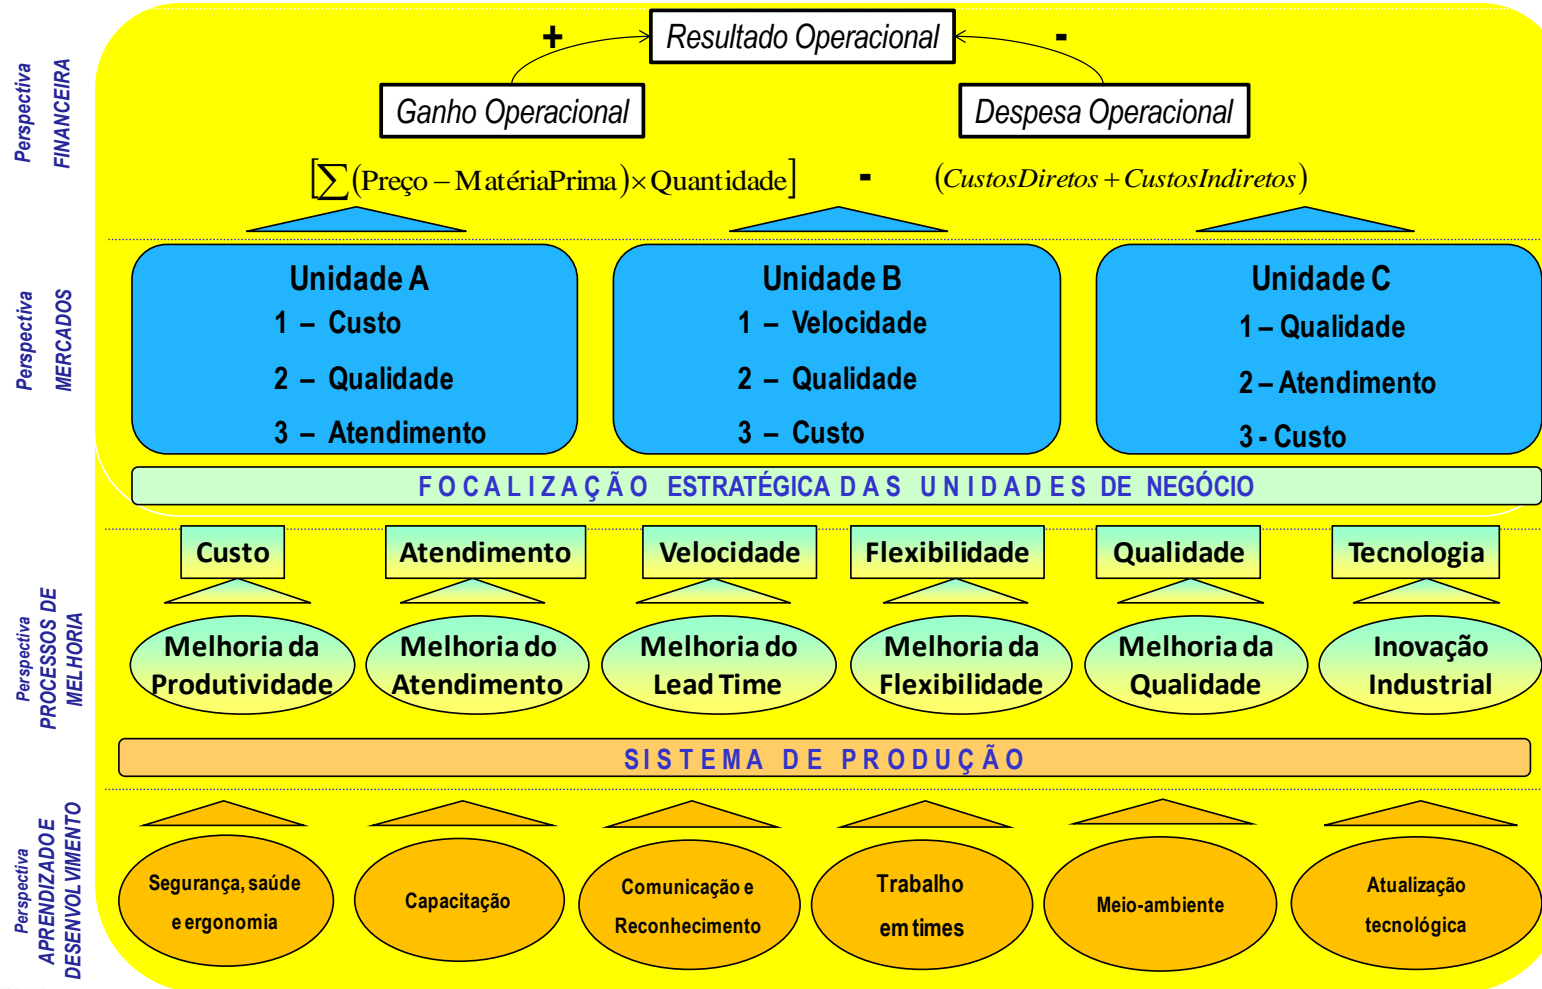 Perspectiva
FINANCEIRA
+
Resultado Operacional
-
Ganho Operacional
Despesa Operacional
[∑(Preço – MatériaPrima) × Quantidade]
-
(CustosDiretos + CustosIndiretos)
Perspectiva
MERCADOS
Unidade A
1 – Custo
2 – Qualidade
3 – Atendimento
Unidade B
1 – Velocidade
2 – Qualidade
3 – Custo
Unidade C
1 – Qualidade
2 – Atendimento
3 - Custo
FOCALIZAÇÃO ESTRATÉGICA DAS UNIDADES DE NEGÓCIO
Perspectiva
PROCESSOS DE
MELHORIA
Custo
Atendimento
Velocidade
Flexibilidade
Qualidade
Tecnologia
Melhoria da
Produtividade
Melhoria do
Atendimento
Melhoria do
Lead Time
Melhoria da
Flexibilidade
Melhoria da
Qualidade
Inovação
Industrial
SISTEMA DE PRODUÇÃO
Perspectiva
APRENDIZADO E
DESENVOLVIMENTO
Segurança, saúde
e ergonomia
Capacitação
Comunicação e
Reconhecimento
Trabalho
em times
Meio-ambiente
Atualização
tecnológica